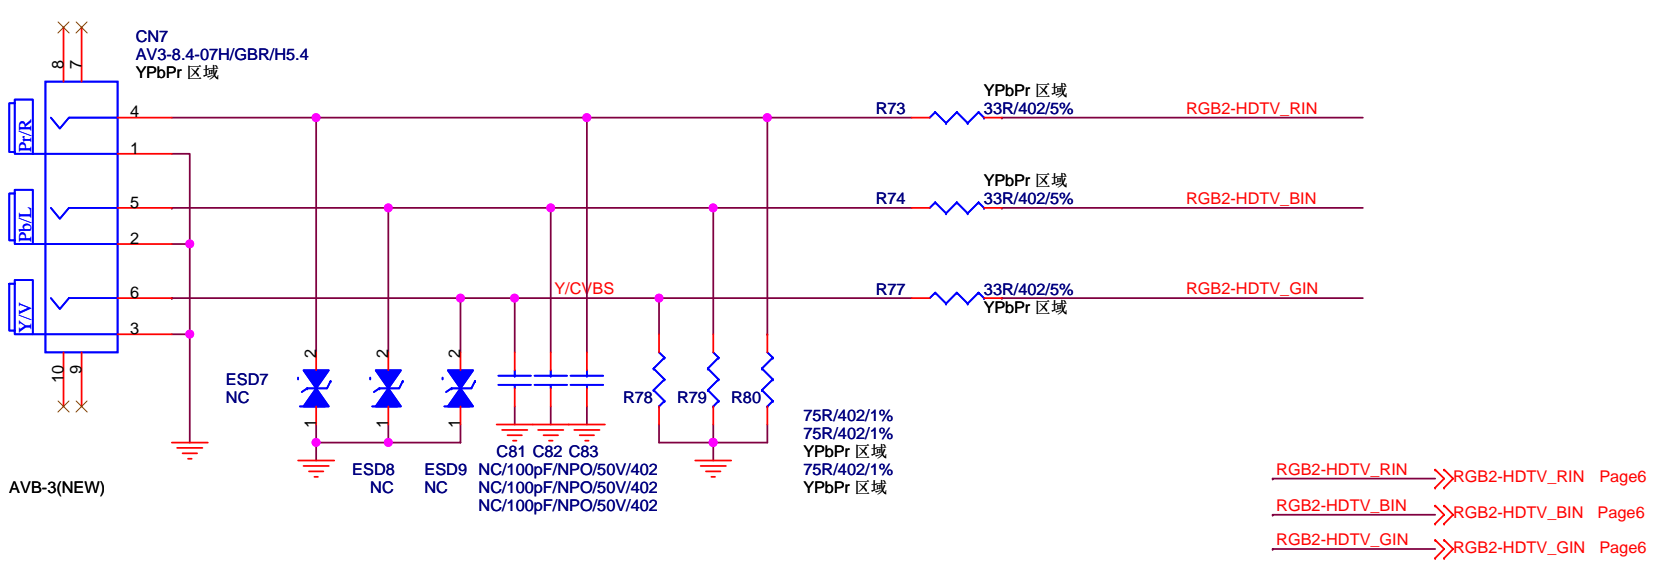 CN7
AV3-8.4-07H/GBR/H5.4
YPbPr 区域
8
7
Pr/R
4
1
Pb/L
5
2
Y/V
6
3
10
9
YPbPr 区域
R73
33R/402/5%
RGB2-HDTV_RIN
YPbPr 区域
R74
33R/402/5%
RGB2-HDTV_BIN
Y/CVBS
R77
33R/402/5%
RGB2-HDTV_GIN
YPbPr 区域
2
2
2
ESD7
NC
1
1
1
R78
R79
R80
75R/402/1%
75R/402/1%
YPbPr 区域
75R/402/1%
YPbPr 区域
C81
C82
C83
ESD8
NC
ESD9
NC
NC/100pF/NPO/50V/402
NC/100pF/NPO/50V/402
NC/100pF/NPO/50V/402
AVB-3(NEW)
RGB2-HDTV_RIN
RGB2-HDTV_RIN Page6
RGB2-HDTV_BIN
RGB2-HDTV_BIN Page6
RGB2-HDTV_GIN
RGB2-HDTV_GIN Page6